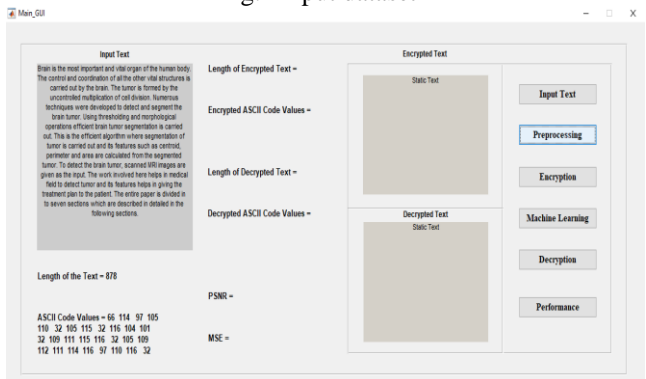 Main_GUI
Input Text
Brain is the most important and vital organ of the human body.
The control and coordination of all the other vital structures is
carried out by the brain. The tumor is formed by the
uncontrolled multiplication of cell division. Numerous
techniques were developed to detect and segment the
brain tumor. Using thresholding and morphological
operations efficient brain tumor segmentation is carried
out. This is the efficient algorithm where segmentation of
tumor is carried out and its features such as centroid,
perimeter and area are calculated from the segmented
tumor. To detect the brain tumor, scanned MRI images are
given as the input. The work involved here helps in medical
field to detect tumor and its features helps in giving the
treatment plan to the patient. The entire paper is divided in
to seven sections which are described in detailed in the
following sections.
Length of the Text = 878
ASCII Code Values = 66 114 97 105
110 32 105 115 32 116 104 101
32 109 111 115 116 32 105 109
112 111 114 116 97 110 116 32
Length of Encrypted Text =
Encrypted ASCII Code Values =
Length of Decrypted Text =
Decrypted ASCII Code Values =
PSNR =
MSE =
Encrypted Text
Static Text
Decrypted Text
Static Text
Input Text
Preprocessing
Encryption
Machine Learning
Decryption
Performance